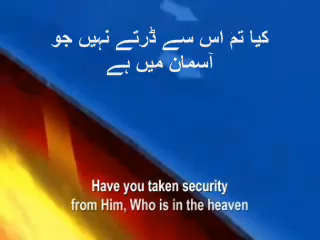 کیا تم اس سے ڈرتے نہیں جو
آسمان میں ہے
Have you taken security
from Him, Who is in the heaven